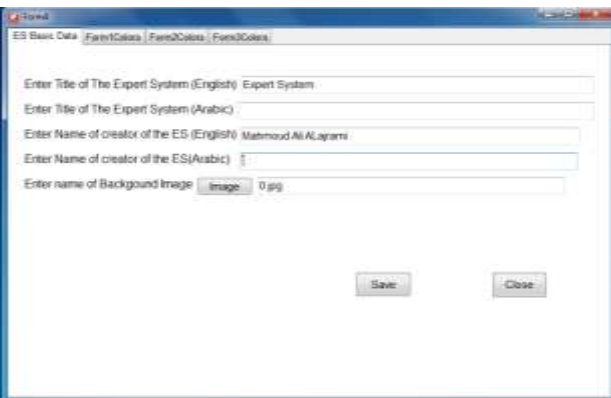 Form4
ES Basic Data Form1Colors Form2Colors Form3Colors
Enter Title of The Expert System (English) Expert System
Enter Title of The Expert System (Arabic)
Enter Name of creator of the ES (English) Mahmoud Ali ALajrami
Enter Name of creator of the ES(Arabic)
Enter name of Backgound Image Image 0.jpg
Save Close